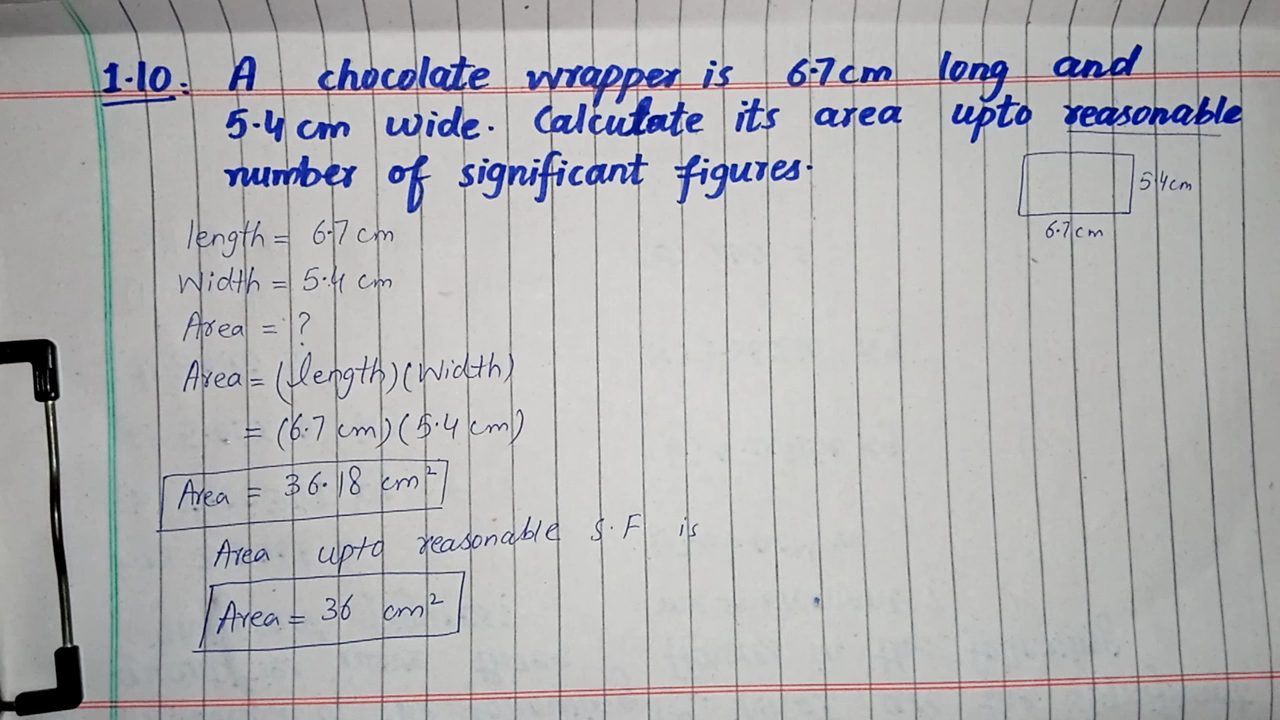 1.10: A chocolate wrapper is 6.7cm long and
5.4 cm wide. Calculate its area upto reasonable
number of significant figures.
5.4cm
6.7cm
length = 6.7 cm
Width = 5.4 cm
Area = ?
Area = (length)(Width)
= (6.7 cm)(5.4 cm)
Area = 36.18 cm²
Area upto reasonable S.F is
Area = 36 cm²